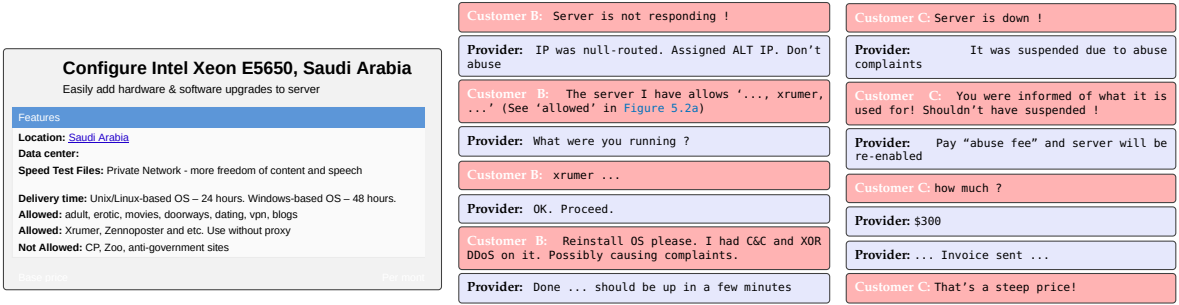 Configure Intel Xeon E5650, Saudi Arabia
Easily add hardware & software upgrades to server
Features
Location: Saudi Arabia
Data center:
Speed Test Files: Private Network - more freedom of content and speech
Delivery time: Unix/Linux-based OS – 24 hours. Windows-based OS – 48 hours.
Allowed: adult, erotic, movies, doorways, dating, vpn, blogs
Allowed: Xrumer, Zennoposter and etc. Use without proxy
Not Allowed: CP, Zoo, anti-government sites
Base price
Per month
Customer B: Server is not responding !
Provider: IP was null-routed. Assigned ALT IP. Don't
abuse
Customer B: The server I have allows '..., xrumer,
...' (See 'allowed' in Figure 5.2a)
Provider: What were you running ?
Customer B: xrumer ...
Provider: OK. Proceed.
Customer B: Reinstall OS please. I had C&C and XOR
DDoS on it. Possibly causing complaints.
Provider: Done ... should be up in a few minutes
Customer C: Server is down !
Provider: It was suspended due to abuse
complaints
Customer C: You were informed of what it is
used for! Shouldn't have suspended !
Provider: Pay "abuse fee" and server will be
re-enabled
Customer C: how much ?
Provider: $300
Provider: ... Invoice sent ...
Customer C: That's a steep price!